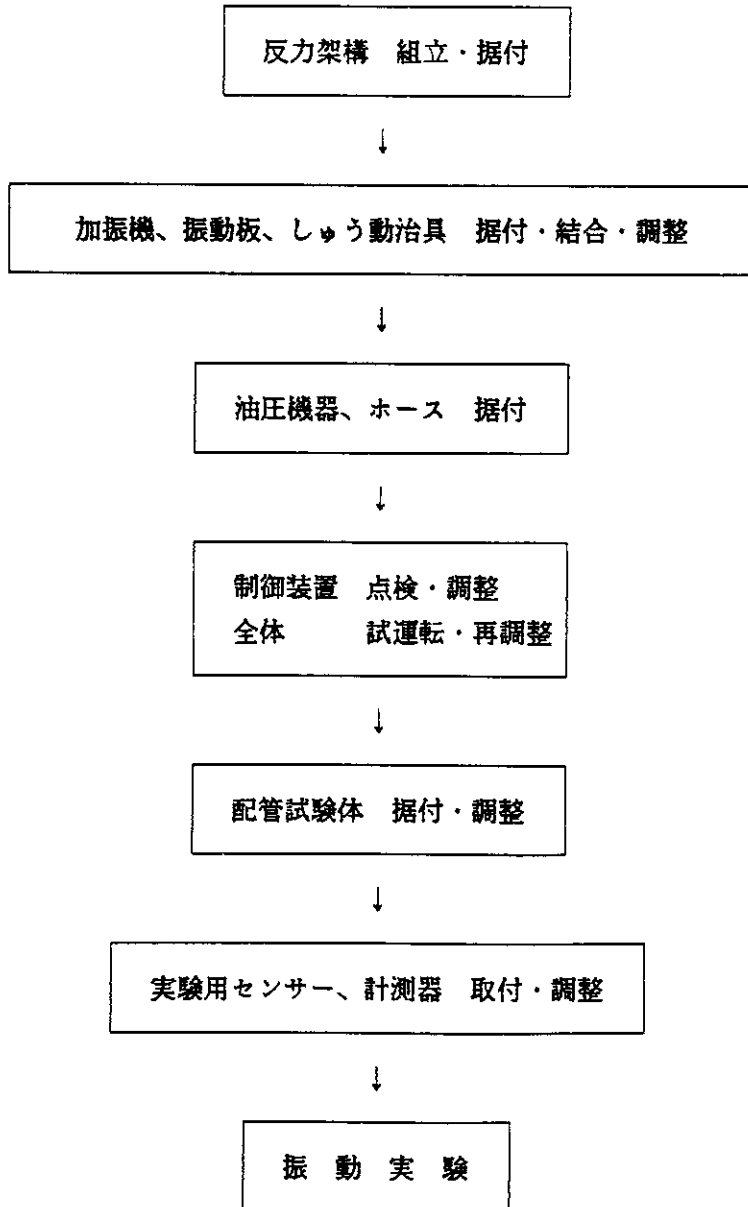 反力架構 組立・据付
↓
加振機、振動板、しゅう動治具 据付・結合・調整
↓
油圧機器、ホース 据付
↓
制御装置 点検・調整
全体 試運転・再調整
↓
配管試験体 据付・調整
↓
実験用センサー、計測器 取付・調整
↓
振 動 実 験